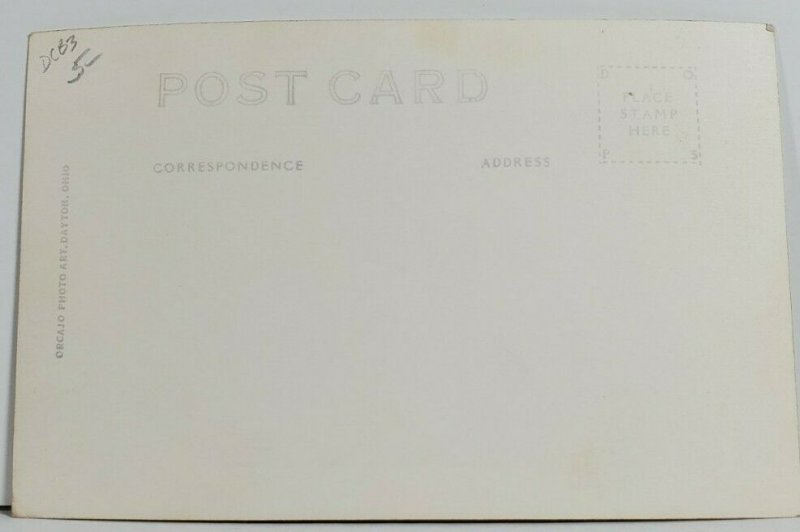 DCB3
5-
POST CARD
D O
PLACE
STAMP
HERE
P S
CORRESPONDENCE ADDRESS
ORCAJO PHOTO ART, DAYTON, OHIO